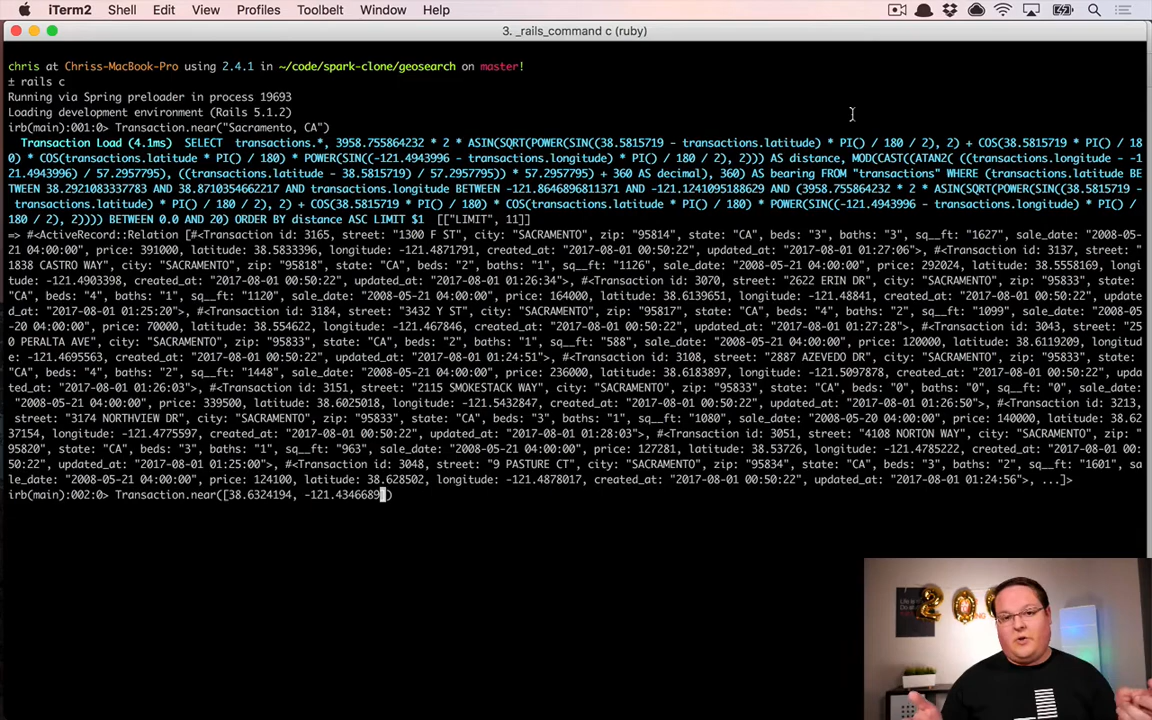 iTerm2 Shell Edit View Profiles Toolbelt Window Help
3. _rails_command c (ruby)
chris at Chriss-MacBook-Pro using 2.4.1 in ~/code/spark-clone/geosearch on master!
± rails c
Running via Spring preloader in process 19693
Loading development environment (Rails 5.1.2)
irb(main):001:0> Transaction.near("Sacramento, CA")
Transaction Load (4.1ms)  SELECT  transactions.*, 3958.755864232 * 2 * ASIN(SQRT(POWER(SIN((38.5815719 - transactions.latitude) * PI() / 180 / 2), 2) + COS(38.5815719 * PI() / 18
0) * COS(transactions.latitude * PI() / 180) * POWER(SIN((-121.4943996 - transactions.longitude) * PI() / 180 / 2), 2))) AS distance, MOD(CAST((ATAN2( ((transactions.longitude - -1
21.4943996) / 57.2957795), ((transactions.latitude - 38.5815719) / 57.2957795)) * 57.2957795) + 360 AS decimal), 360) AS bearing FROM "transactions" WHERE (transactions.latitude BE
TWEEN 38.2921083337783 AND 38.8710354662217 AND transactions.longitude BETWEEN -121.8646896811371 AND -121.1241095188629 AND (3958.755864232 * 2 * ASIN(SQRT(POWER(SIN((38.5815719 -
transactions.latitude) * PI() / 180 / 2), 2) + COS(38.5815719 * PI() / 180) * COS(transactions.latitude * PI() / 180) * POWER(SIN((-121.4943996 - transactions.longitude) * PI() /
180 / 2), 2)))) BETWEEN 0.0 AND 20) ORDER BY distance ASC LIMIT $1  [["LIMIT", 11]]
=> #<ActiveRecord::Relation [#<Transaction id: 3165, street: "1300 F ST", city: "SACRAMENTO", zip: "95814", state: "CA", beds: "3", baths: "3", sq__ft: "1627", sale_date: "2008-05-
21 04:00:00", price: 391000, latitude: 38.5833396, longitude: -121.4871791, created_at: "2017-08-01 00:50:22", updated_at: "2017-08-01 01:27:06">, #<Transaction id: 3137, street: "
1838 CASTRO WAY", city: "SACRAMENTO", zip: "95818", state: "CA", beds: "2", baths: "1", sq__ft: "1126", sale_date: "2008-05-21 04:00:00", price: 292024, latitude: 38.5558169, longi
tude: -121.4903398, created_at: "2017-08-01 00:50:22", updated_at: "2017-08-01 01:26:34">, #<Transaction id: 3070, street: "2622 ERIN DR", city: "SACRAMENTO", zip: "95833", state:
"CA", beds: "4", baths: "1", sq__ft: "1120", sale_date: "2008-05-21 04:00:00", price: 164000, latitude: 38.6139651, longitude: -121.48841, created_at: "2017-08-01 00:50:22", update
d_at: "2017-08-01 01:25:20">, #<Transaction id: 3184, street: "3432 Y ST", city: "SACRAMENTO", zip: "95817", state: "CA", beds: "4", baths: "2", sq__ft: "1099", sale_date: "2008-05
-20 04:00:00", price: 70000, latitude: 38.554622, longitude: -121.467846, created_at: "2017-08-01 00:50:22", updated_at: "2017-08-01 01:27:28">, #<Transaction id: 3043, street: "25
0 PERALTA AVE", city: "SACRAMENTO", zip: "95833", state: "CA", beds: "2", baths: "1", sq__ft: "588", sale_date: "2008-05-21 04:00:00", price: 120000, latitude: 38.6119209, longitud
e: -121.4695563, created_at: "2017-08-01 00:50:22", updated_at: "2017-08-01 01:24:51">, #<Transaction id: 3108, street: "2887 AZEVEDO DR", city: "SACRAMENTO", zip: "95833", state:
"CA", beds: "4", baths: "2", sq__ft: "1448", sale_date: "2008-05-21 04:00:00", price: 236000, latitude: 38.6183897, longitude: -121.5097878, created_at: "2017-08-01 00:50:22", upda
ted_at: "2017-08-01 01:26:03">, #<Transaction id: 3151, street: "2115 SMOKESTACK WAY", city: "SACRAMENTO", zip: "95833", state: "CA", beds: "0", baths: "0", sq__ft: "0", sale_date:
"2008-05-21 04:00:00", price: 339500, latitude: 38.6025018, longitude: -121.5432847, created_at: "2017-08-01 00:50:22", updated_at: "2017-08-01 01:26:50">, #<Transaction id: 3213,
street: "3174 NORTHVIEW DR", city: "SACRAMENTO", zip: "95833", state: "CA", beds: "3", baths: "1", sq__ft: "1080", sale_date: "2008-05-20 04:00:00", price: 140000, latitude: 38.62
37154, longitude: -121.4775597, created_at: "2017-08-01 00:50:22", updated_at: "2017-08-01 01:28:03">, #<Transaction id: 3051, street: "4108 NORTON WAY", city: "SACRAMENTO", zip: "
95820", state: "CA", beds: "3", baths: "1", sq__ft: "963", sale_date: "2008-05-21 04:00:00", price: 127281, latitude: 38.53726, longitude: -121.4785222, created_at: "2017-08-01 00:
50:22", updated_at: "2017-08-01 01:25:00">, #<Transaction id: 3048, street: "9 PASTURE CT", city: "SACRAMENTO", zip: "95834", state: "CA", beds: "3", baths: "2", sq__ft: "1601", sa
le_date: "2008-05-21 04:00:00", price: 124100, latitude: 38.628502, longitude: -121.4878017, created_at: "2017-08-01 00:50:22", updated_at: "2017-08-01 01:24:56">, ...]>
irb(main):002:0> Transaction.near([38.6324194, -121.4346689])
200